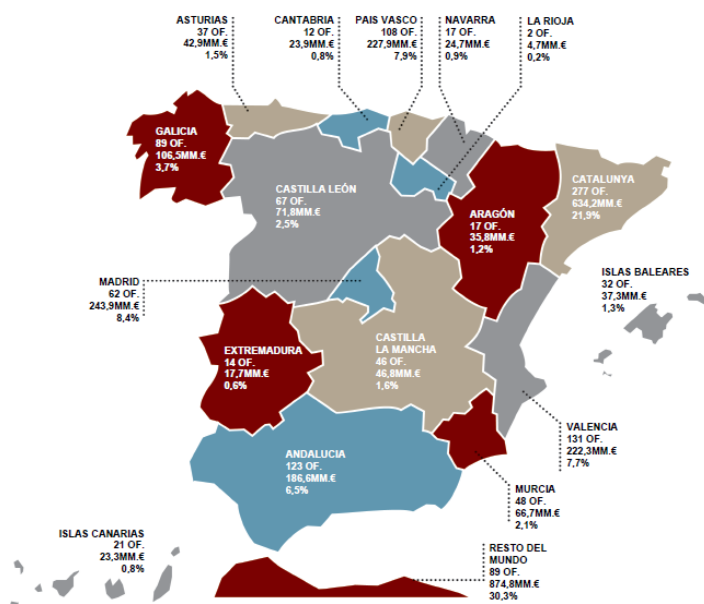 ASTURIAS
37 OF.
42,9MM.€
1,5%
CANTABRIA
12 OF.
23,9MM.€
0,8%
PAIS VASCO
108 OF.
227,9MM.€
7,9%
NAVARRA
17 OF.
24,7MM.€
0,9%
LA RIOJA
2 OF.
4,7MM.€
0,2%
GALICIA
89 OF.
106,5MM.€
3,7%
CASTILLA LEÓN
67 OF.
71,8MM.€
2,5%
ARAGÓN
17 OF.
35,8MM.€
1,2%
CATALUNYA
277 OF.
634,2MM.€
21,9%
MADRID
62 OF.
243,9MM.€
8,4%
ISLAS BALEARES
32 OF.
37,3MM.€
1,3%
EXTREMADURA
14 OF.
17,7MM.€
0,6%
CASTILLA
LA MANCHA
46 OF.
46,8MM.€
1,6%
VALENCIA
131 OF.
222,3MM.€
7,7%
ANDALUCIA
123 OF.
186,6MM.€
6,5%
MURCIA
48 OF.
66,7MM.€
2,1%
ISLAS CANARIAS
21 OF.
23,3MM.€
0,8%
RESTO DEL
MUNDO
89 OF.
874,8MM.€
30,3%